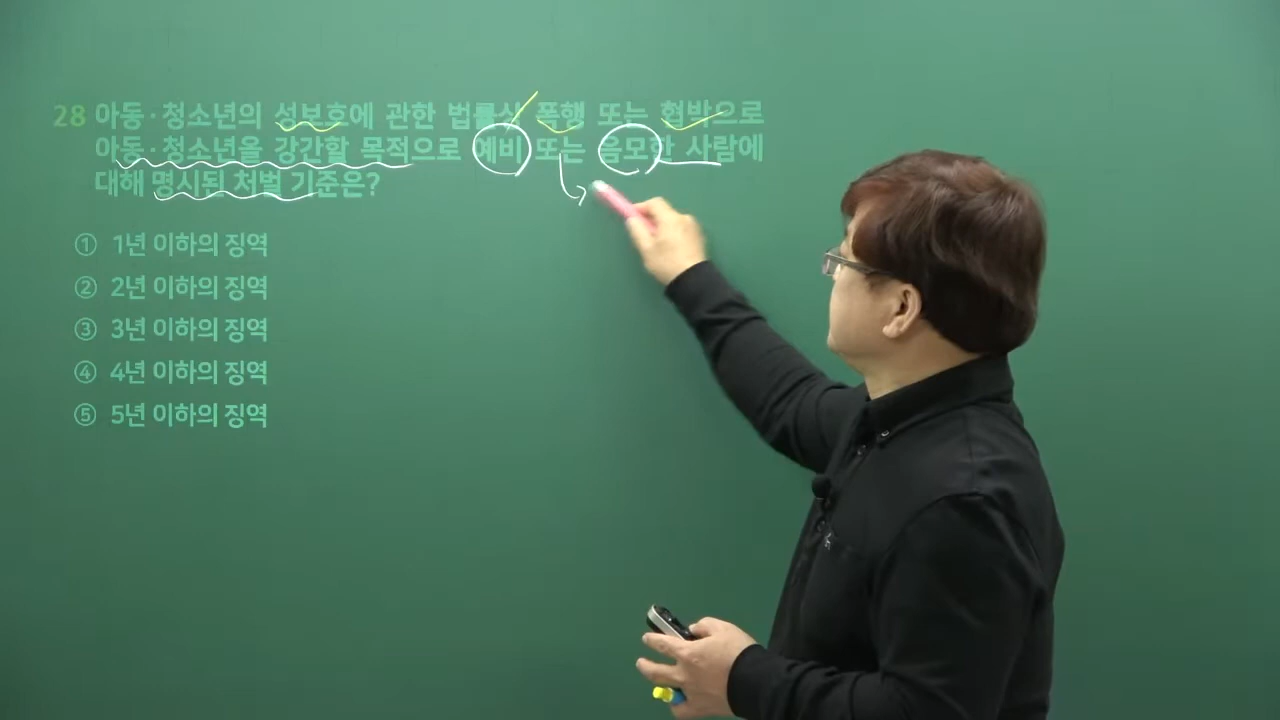 28 아동·청소년의 성보호에 관한 법률상 폭행 또는 협박으로
아동·청소년을 강간할 목적으로 예비 또는 음모한 사람에
대해 명시된 처벌 기준은?
① 1년 이하의 징역
② 2년 이하의 징역
③ 3년 이하의 징역
④ 4년 이하의 징역
⑤ 5년 이하의 징역